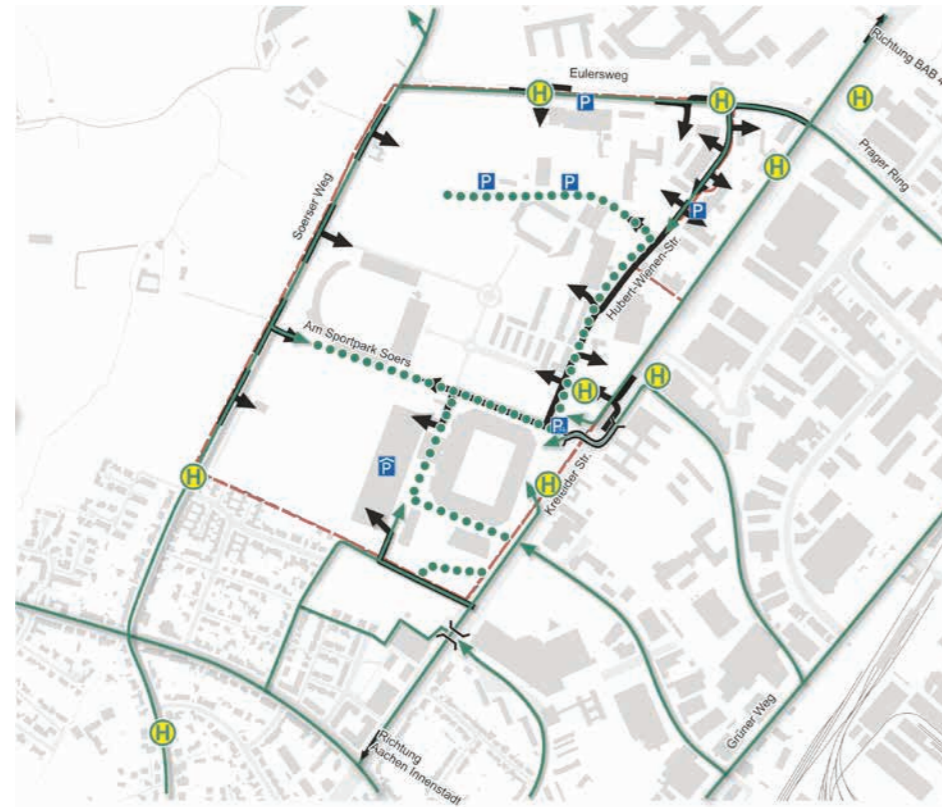 Richtung BAB 4
Eulersweg
H
H
H
P
H
Prager Ring
P
P
P
Soerser Weg
Hubert-Wienen-Str.
Am Sportpark Soers
H
H
P
P
H
H
Krefelder Str.
Grüner Weg
H
Richtung
Aachen Innenstadt